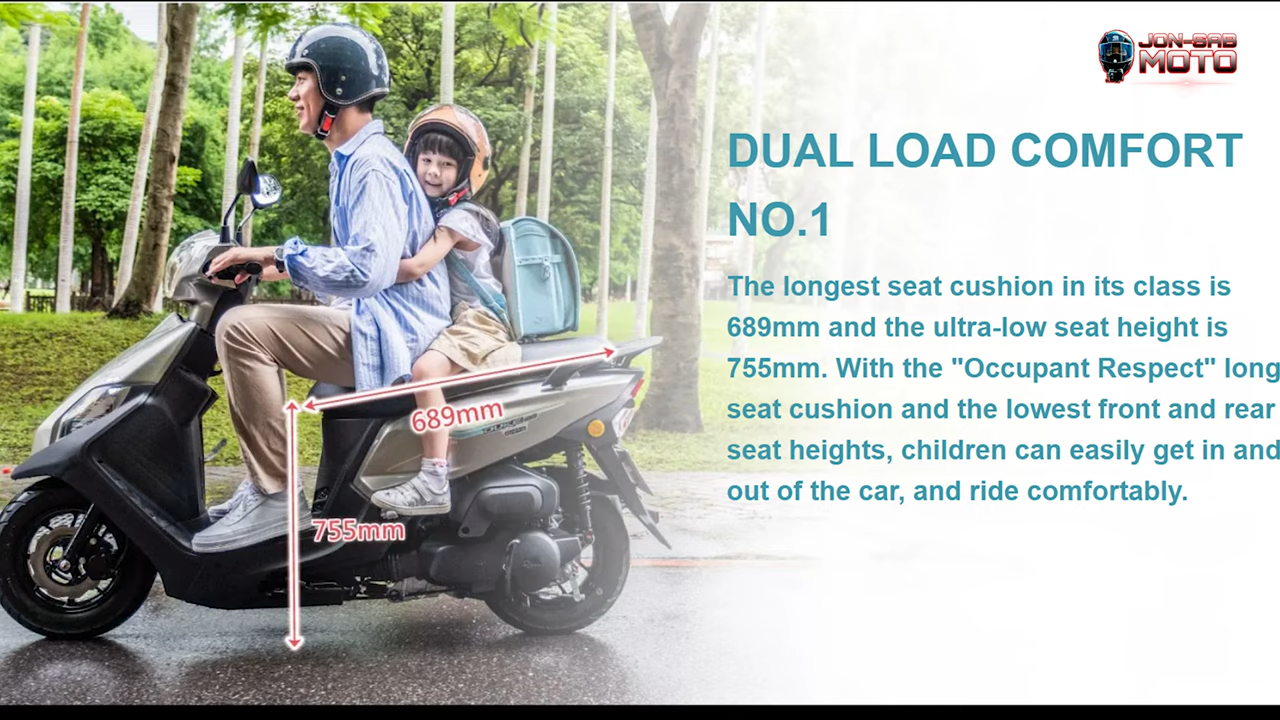 JON-SAB
MOTO
DUAL LOAD COMFORT
NO.1
The longest seat cushion in its class is
689mm and the ultra-low seat height is
755mm. With the "Occupant Respect" long
seat cushion and the lowest front and rear
seat heights, children can easily get in and
out of the car, and ride comfortably.
689mm
755mm